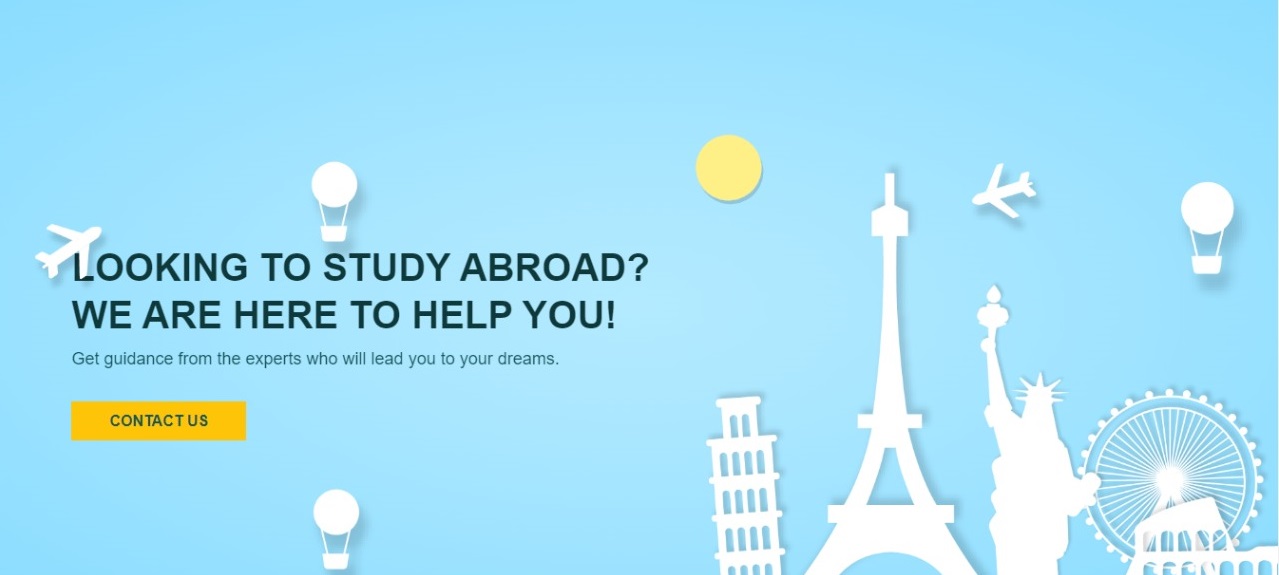 LOOKING TO STUDY ABROAD?
WE ARE HERE TO HELP YOU!
Get guidance from the experts who will lead you to your dreams.
CONTACT US